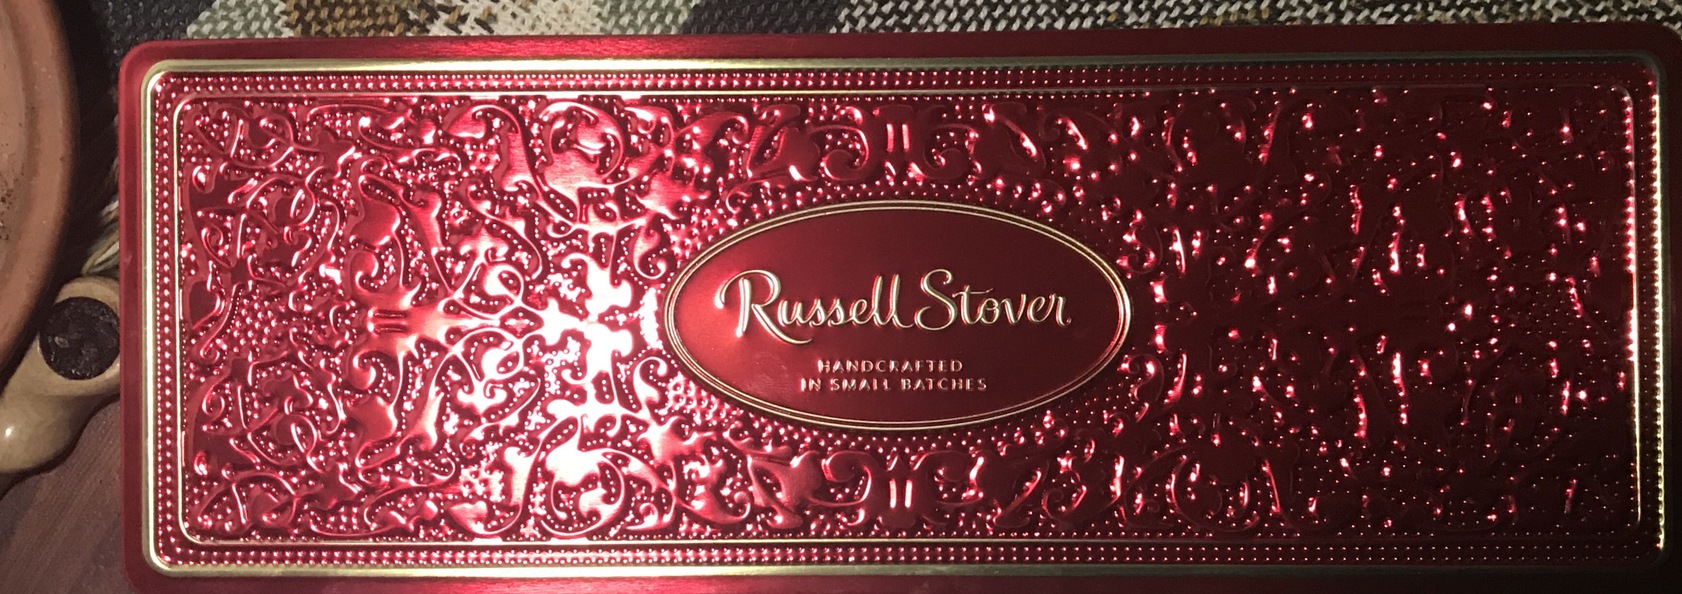 Russell Stover
HANDCRAFTED
IN SMALL BATCHES